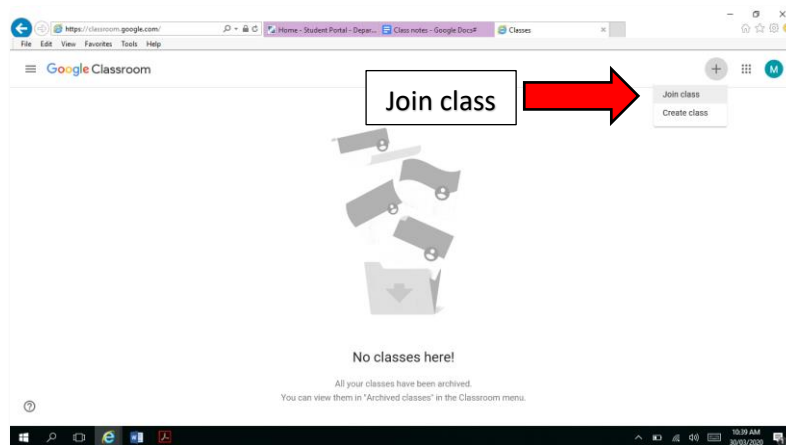 https://classroom.google.com/
Home - Student Portal - Depar...
Class notes - Google Docs#
Classes
File Edit View Favorites Tools Help
Google Classroom
M
Join class
Join class
Create class
No classes here!
All your classes have been archived.
You can view them in "Archived classes" in the Classroom menu.
10:39 AM
30/03/2020